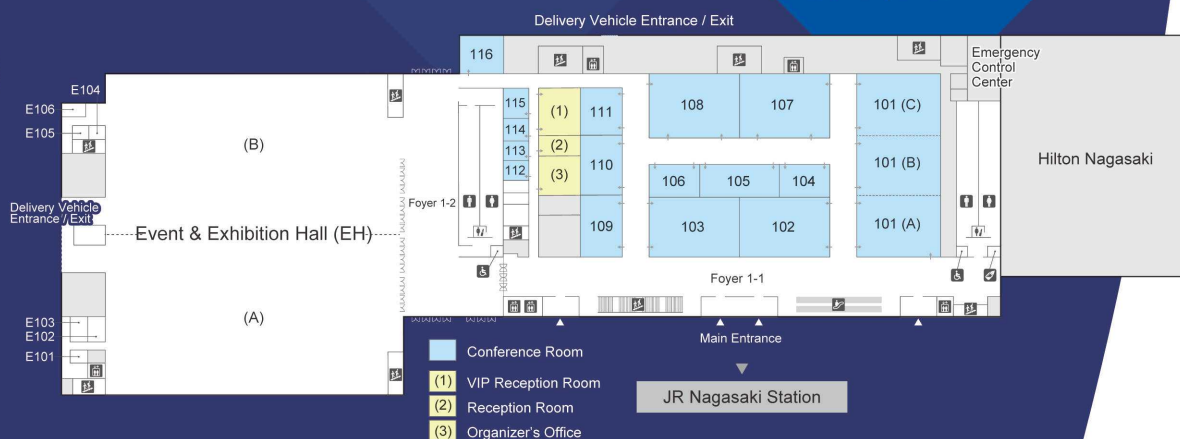 Delivery Vehicle Entrance / Exit
116
Emergency
Control
Center
E104
E106
E105
115
(1)
111
108
107
101 (C)
114
(B)
113
(2)
110
101 (B)
Hilton Nagasaki
112
(3)
106
105
104
Foyer 1-2
Delivery Vehicle
Entrance / Exit
Event & Exhibition Hall (EH)
109
103
102
101 (A)
Foyer 1-1
(A)
E103
E102
E101
Main Entrance
Conference Room
(1) VIP Reception Room
(2) Reception Room
(3) Organizer's Office
JR Nagasaki Station